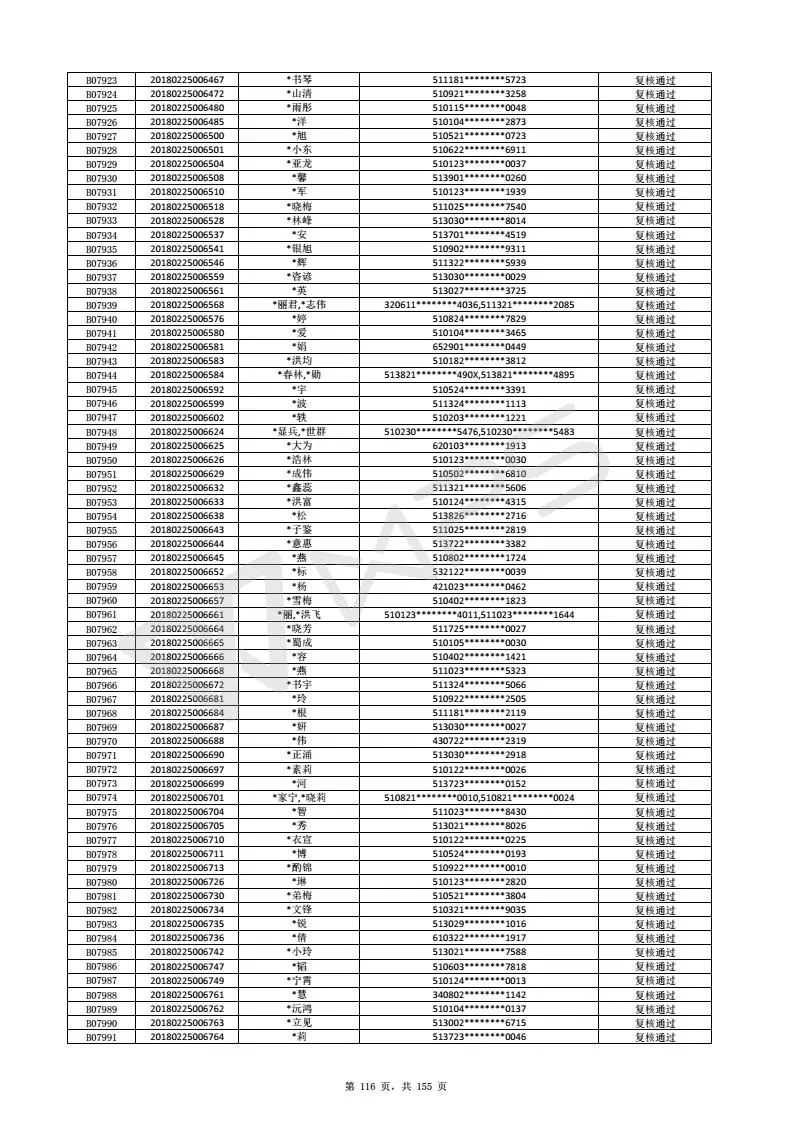 B07923 20180225006467 *书琴 511181********5723 复核通过
B07924 20180225006472 *山清 510921********3258 复核通过
B07925 20180225006480 *雨彤 510115********0048 复核通过
B07926 20180225006485 *洋 510104********2873 复核通过
B07927 20180225006500 *旭 510521********0723 复核通过
B07928 20180225006501 *小东 510622********6911 复核通过
B07929 20180225006504 *亚龙 510123********0037 复核通过
B07930 20180225006508 *馨 513901********0260 复核通过
B07931 20180225006510 *军 510123********1939 复核通过
B07932 20180225006518 *晓梅 511025********7540 复核通过
B07933 20180225006528 *林峰 513030********8014 复核通过
B07934 20180225006537 *安 513701********4519 复核通过
B07935 20180225006541 *银旭 510902********9311 复核通过
B07936 20180225006546 *辉 511322********5939 复核通过
B07937 20180225006559 *咨谚 513030********0029 复核通过
B07938 20180225006561 *英 513027********3725 复核通过
B07939 20180225006568 *丽君,*志伟 320611********4036,511321********2085 复核通过
B07940 20180225006576 *婷 510824********7829 复核通过
B07941 20180225006580 *爱 510104********3465 复核通过
B07942 20180225006581 *娟 652901********0449 复核通过
B07943 20180225006583 *洪均 510182********3812 复核通过
B07944 20180225006584 *春林,*勋 513821********490X,513821********4895 复核通过
B07945 20180225006592 *宇 510524********3391 复核通过
B07946 20180225006599 *波 511324********1113 复核通过
B07947 20180225006602 *轶 510203********1221 复核通过
B07948 20180225006624 *显兵,*世群 510230********5476,510230********5483 复核通过
B07949 20180225006625 *大为 620103********1913 复核通过
B07950 20180225006626 *浩林 510123********0030 复核通过
B07951 20180225006629 *成伟 510502********6810 复核通过
B07952 20180225006632 *鑫蕊 511321********5606 复核通过
B07953 20180225006633 *洪富 510124********4315 复核通过
B07954 20180225006638 *松 513826********2716 复核通过
B07955 20180225006643 *子鉴 511025********2819 复核通过
B07956 20180225006644 *意惠 513722********3382 复核通过
B07957 20180225006645 *燕 510802********1724 复核通过
B07958 20180225006652 *标 532122********0039 复核通过
B07959 20180225006653 *杨 421023********0462 复核通过
B07960 20180225006657 *雪梅 510402********1823 复核通过
B07961 20180225006661 *丽,*洪飞 510123********4011,511023********1644 复核通过
B07962 20180225006664 *晓芳 511725********0027 复核通过
B07963 20180225006665 *蜀成 510105********0030 复核通过
B07964 20180225006666 *容 510402********1421 复核通过
B07965 20180225006668 *燕 511023********5323 复核通过
B07966 20180225006672 *书宇 511324********5066 复核通过
B07967 20180225006681 *玲 510922********2505 复核通过
B07968 20180225006684 *根 511181********2119 复核通过
B07969 20180225006687 *妍 513030********0027 复核通过
B07970 20180225006688 *伟 430722********2319 复核通过
B07971 20180225006690 *正涌 513030********2918 复核通过
B07972 20180225006697 *素莉 510122********0026 复核通过
B07973 20180225006699 *河 513723********0152 复核通过
B07974 20180225006701 *家宁,*晓莉 510821********0010,510821********0024 复核通过
B07975 20180225006704 *智 511023********8430 复核通过
B07976 20180225006705 *秀 513021********8026 复核通过
B07977 20180225006710 *衣宣 510122********0225 复核通过
B07978 20180225006711 *博 510524********0193 复核通过
B07979 20180225006713 *酌锦 510922********0010 复核通过
B07980 20180225006726 *琳 510123********2820 复核通过
B07981 20180225006730 *弟梅 510521********3804 复核通过
B07982 20180225006734 *文锋 510321********9035 复核通过
B07983 20180225006735 *锐 513029********1016 复核通过
B07984 20180225006736 *倩 610322********1917 复核通过
B07985 20180225006742 *小玲 513021********7588 复核通过
B07986 20180225006747 *韬 510603********7818 复核通过
B07987 20180225006749 *宁霄 510124********0013 复核通过
B07988 20180225006761 *慧 340802********1142 复核通过
B07989 20180225006762 *沅鸿 510104********0137 复核通过
B07990 20180225006763 *立见 513002********6715 复核通过
B07991 20180225006764 *莉 513723********0046 复核通过
WPS
第 116 页，共 155 页